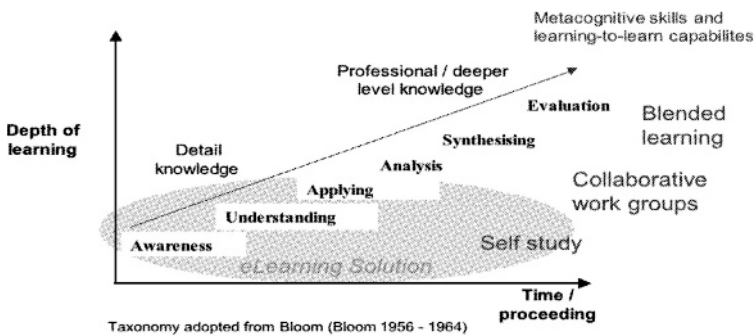 Metacognitive skills and
learning-to-learn capabilites
Professional / deeper
level knowledge
Evaluation
Blended
learning
Depth of
learning
Synthesising
Detail
knowledge
Analysis
Applying
Collaborative
work groups
Understanding
Awareness
Self study
eLearning Solution
Time /
proceeding
Taxonomy adopted from Bloom (Bloom 1956 - 1964)